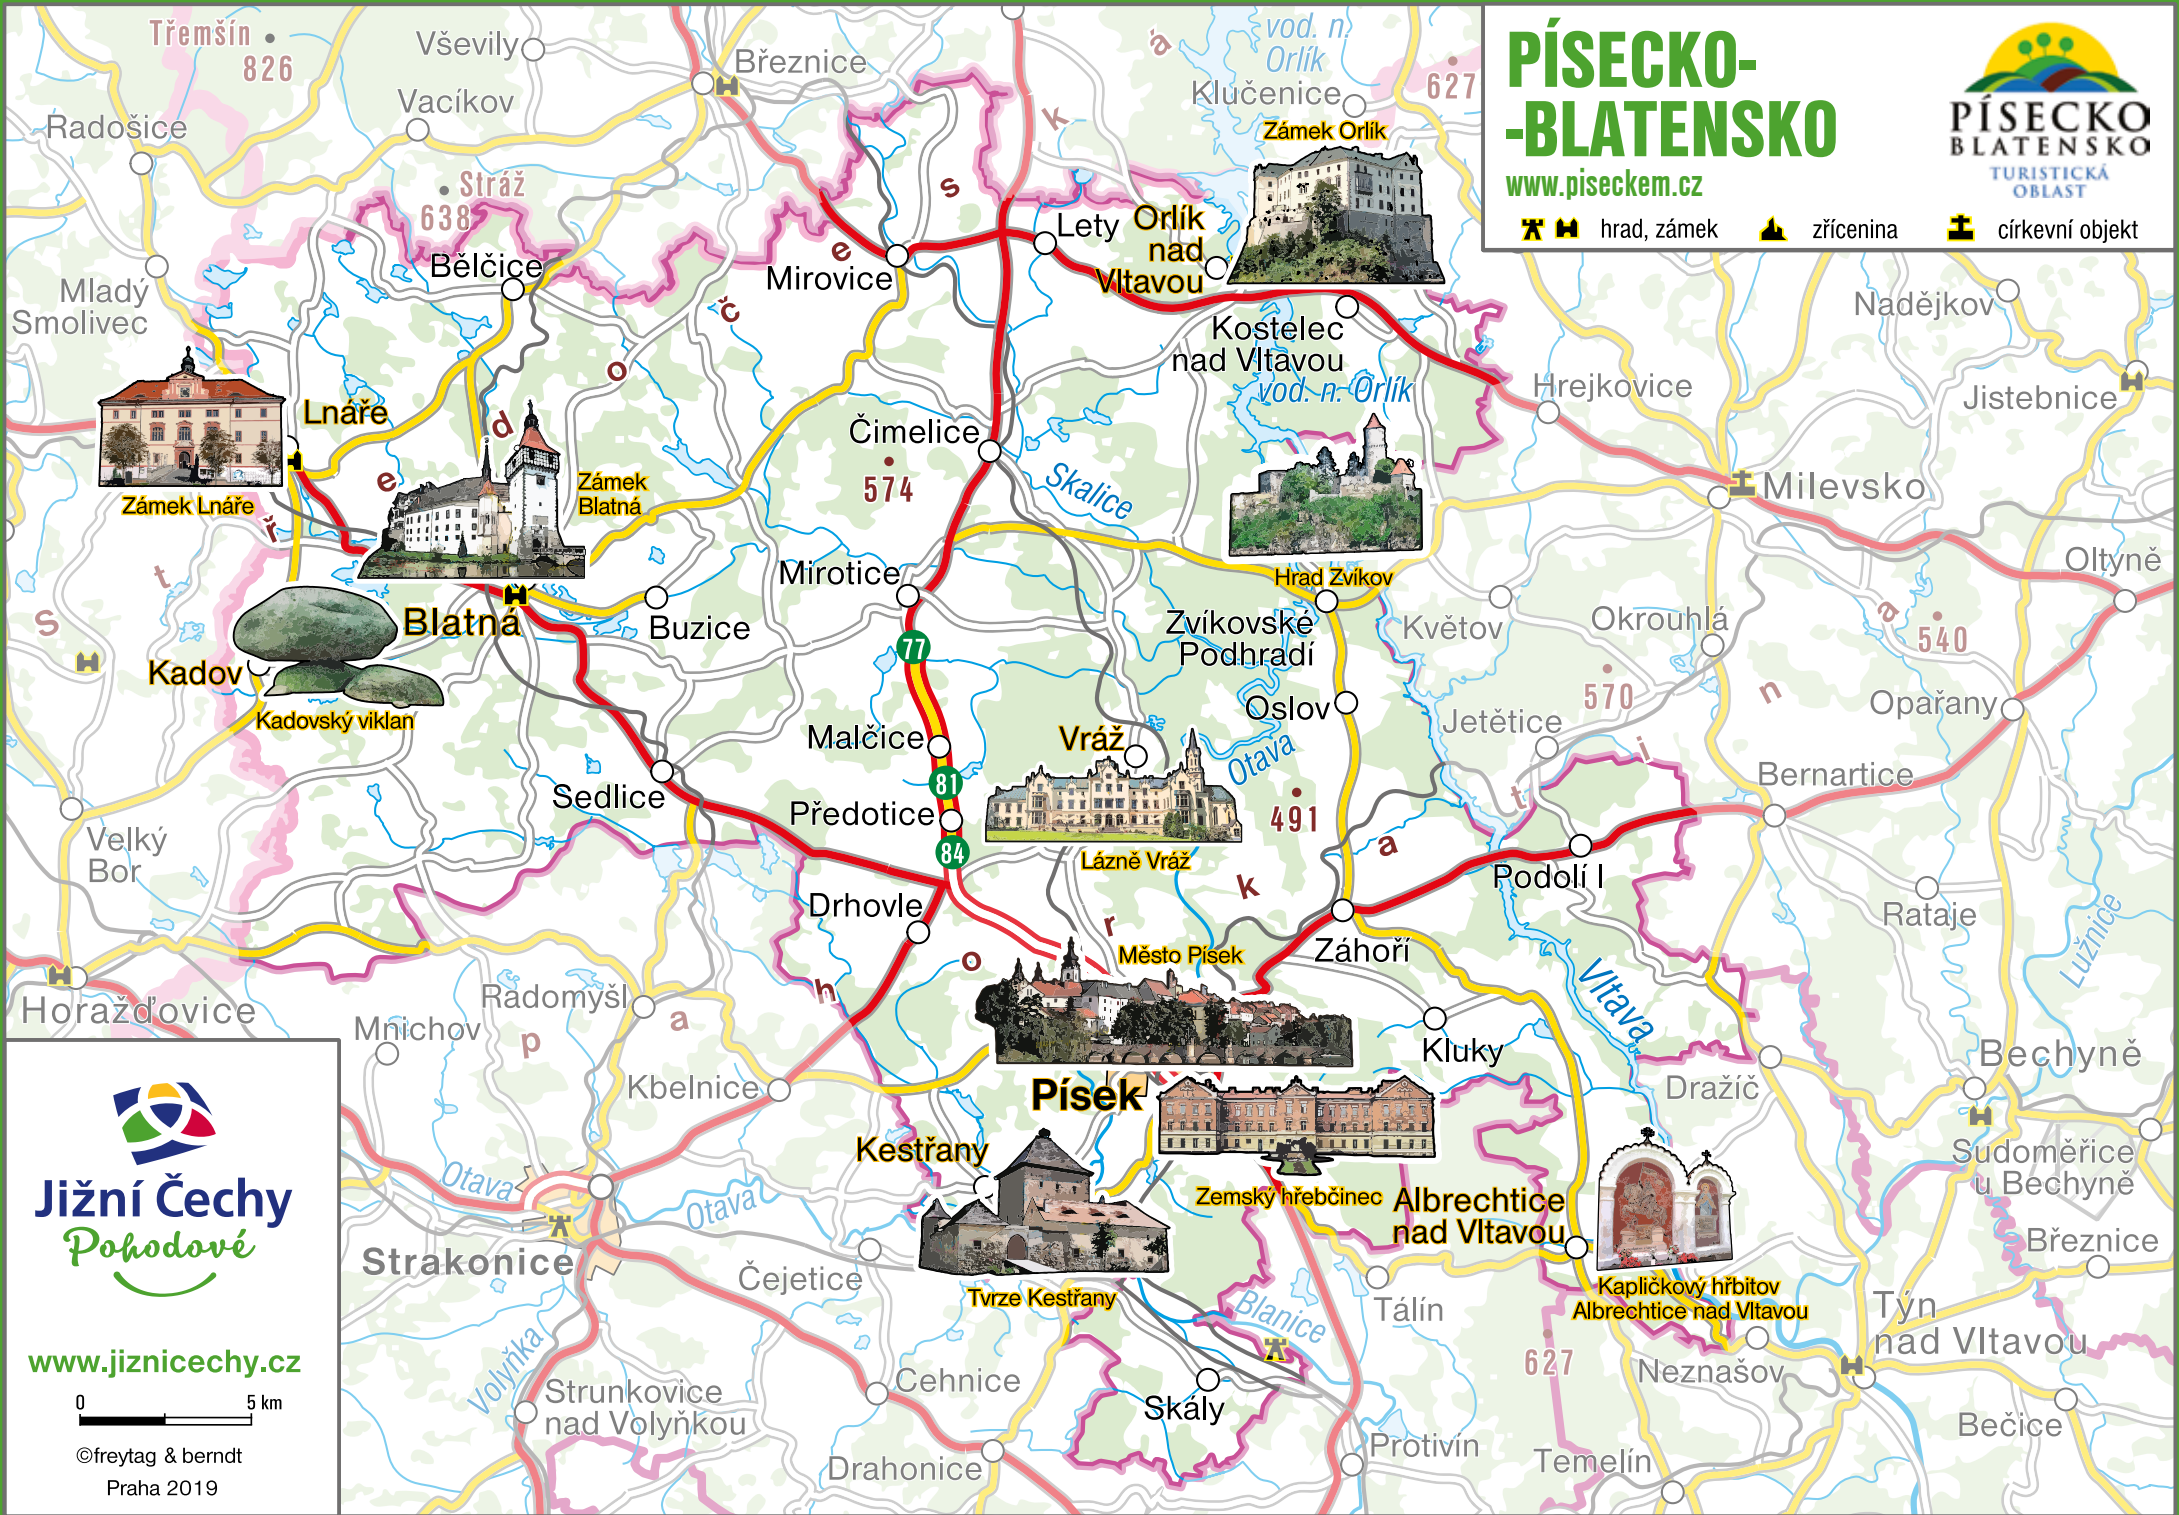 PÍSECKO-
-BLATENSKO
www.piseckem.cz
PÍSECKO
BLATENSKO
TURISTICKÁ
OBLAST
hrad, zámek
zřícenina
církevní objekt
Třemšín
826
Vševily
Březnice
vod. n.
Orlík
Klučenice
627
Vacíkov
Radošice
Zámek Orlík
Stráž
638
Lety
Orlík
nad
Vltavou
Bělčice
Mirovice
Mladý
Smolivec
Kostelec
nad Vltavou
vod. n. Orlík
Nadějkov
Hrejkovice
Jistebnice
Lnáře
Čimelice
574
Skalice
Zámek
Blatná
Zámek Lnáře
Milevsko
Oltyně
Mirotice
Hrad Zvíkov
Blatná
Buzice
Zvíkovské
Podhradí
Květov
Okrouhlá
540
Kadov
77
570
Kadovský viklan
Malčice
Vráž
Oslov
Jetětice
Opařany
Otava
Sedlice
81
Bernartice
Předotice
491
Velký
Bor
84
Lázně Vráž
Podolí I
Drhovle
Rataje
Lužnice
Záhoří
Město Písek
Horažďovice
Radomyšl
Mnichov
Vltava
Kluky
Bechyně
Kbelnice
Písek
Dražíč
Kestřany
Sudoměřice
u Bechyně
Otava
Otava
Zemský hřebčinec
Albrechtice
nad Vltavou
Strakonice
Březnice
Čejetice
Tvrze Kestřany
Kapličkový hřbitov
Albrechtice nad Vltavou
Tálín
Týn
nad Vltavou
Blanice
Volyňka
627
Neznašov
Strunkovice
nad Volyňkou
Cehnice
Skály
Bečice
Protivín
Drahonice
Temelín
S t ř e d o č e s k á
p a h o r k a t i n a
Jižní Čechy
Pohodové
www.jiznicechy.cz
0 5 km
©freytag & berndt
Praha 2019